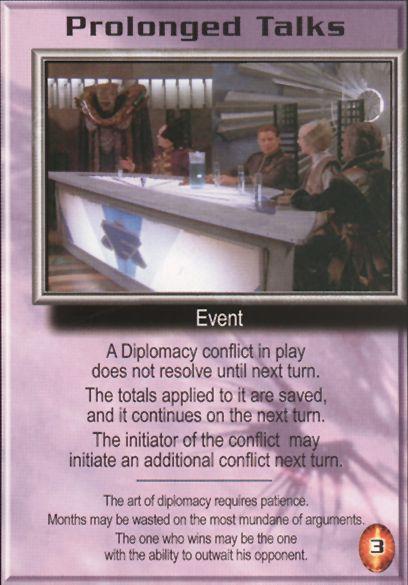 Prolonged Talks
Event
A Diplomacy conflict in play
does not resolve until next turn.
The totals applied to it are saved,
and it continues on the next turn.
The initiator of the conflict may
initiate an additional conflict next turn.
The art of diplomacy requires patience.
Months may be wasted on the most mundane of arguments.
The one who wins may be the one
with the ability to outwait his opponent.
3